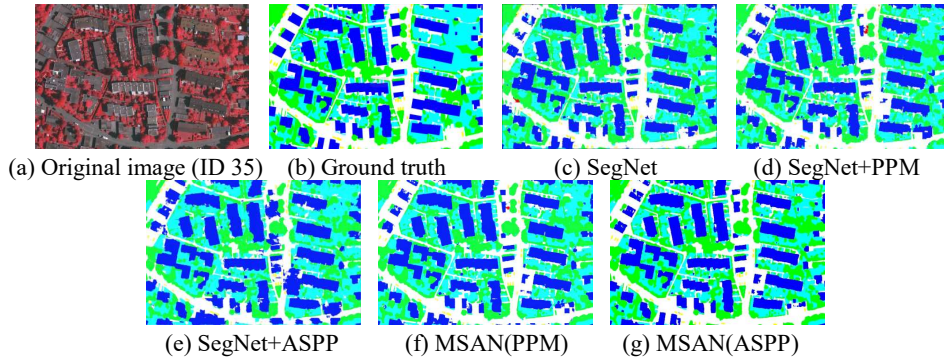 (a) Original image (ID 35) (b) Ground truth (c) SegNet (d) SegNet+PPM
(e) SegNet+ASPP (f) MSAN(PPM) (g) MSAN(ASPP)